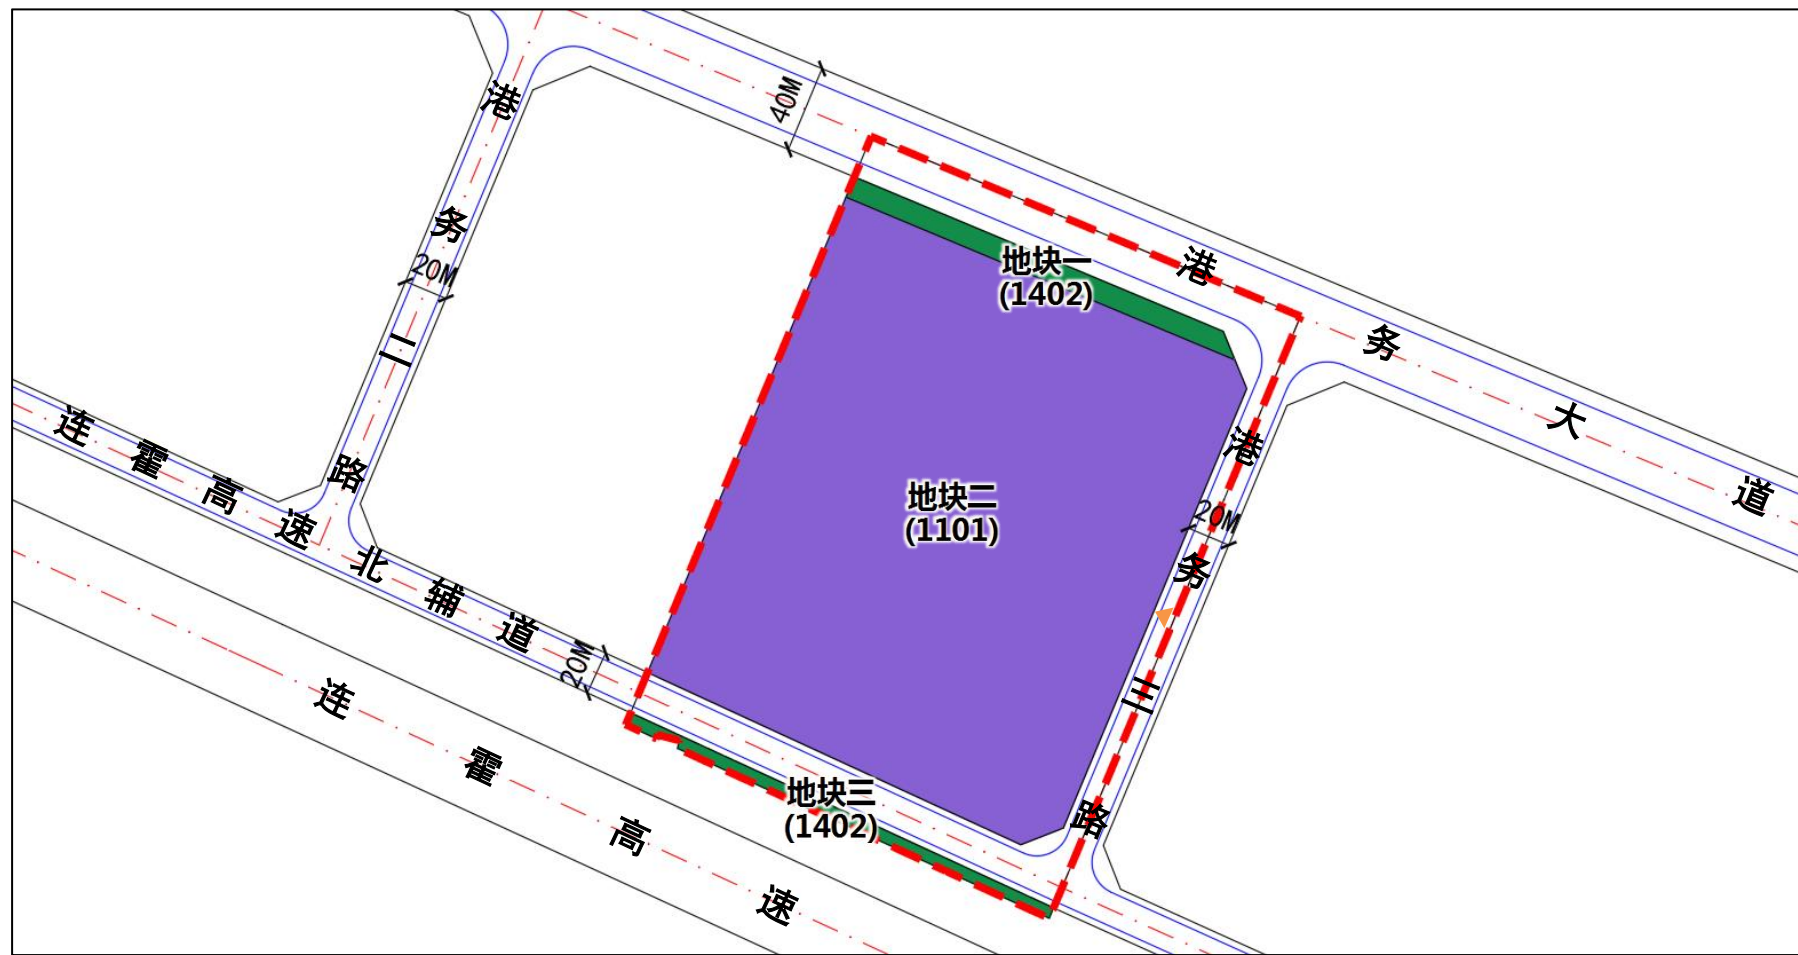 港务大道
40M
港务二路
20M
地块一
(1402)
地块二
(1101)
港务三路
20M
连霍高速北辅道
20M
地块三
(1402)
连霍高速